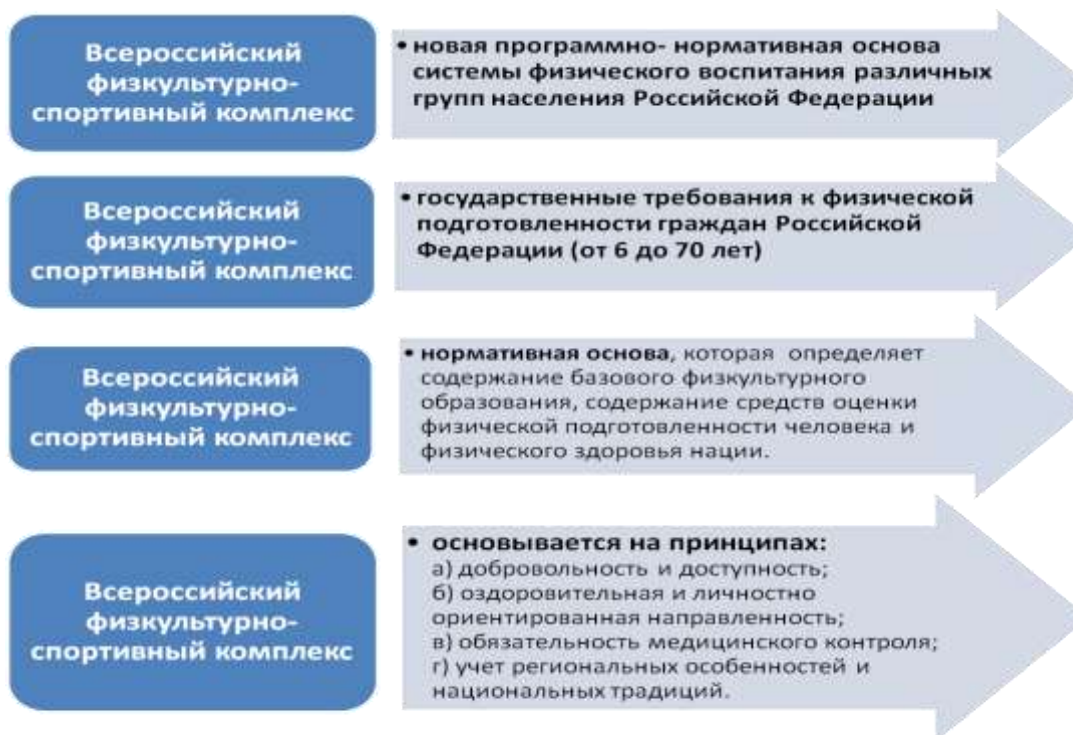 Всероссийский
физкультурно-
спортивный комплекс
• новая программно- нормативная основа
системы физического воспитания различных
групп населения Российской Федерации
Всероссийский
физкультурно-
спортивный комплекс
• государственные требования к физической
подготовленности граждан Российской
Федерации (от 6 до 70 лет)
Всероссийский
физкультурно-
спортивный комплекс
• нормативная основа, которая определяет
содержание базового физкультурного
образования, содержание средств оценки
физической подготовленности человека и
физического здоровья нации.
Всероссийский
физкультурно-
спортивный комплекс
• основывается на принципах:
а) добровольность и доступность;
б) оздоровительная и личностно
ориентированная направленность;
в) обязательность медицинского контроля;
г) учет региональных особенностей и
национальных традиций.